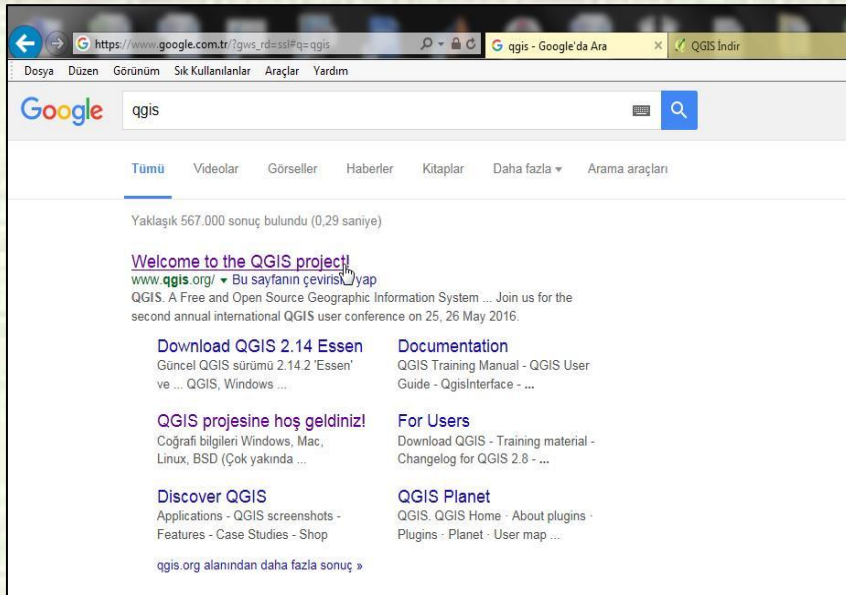 https://www.google.com.tr/?gws_rd=ssl#q=qgis
qgis - Google'da Ara
QGIS İndir
Dosya Düzen Görünüm Sık Kullanılanlar Araçlar Yardım
Google
qgis
Tümü Videolar Görseller Haberler Kitaplar Daha fazla Arama araçları
Yaklaşık 567.000 sonuç bulundu (0,29 saniye)
Welcome to the QGIS project!
www.qgis.org/ Bu sayfanın çevirisi yap
QGIS. A Free and Open Source Geographic Information System ... Join us for the
second annual international QGIS user conference on 25, 26 May 2016.
Download QGIS 2.14 Essen
Güncel QGIS sürümü 2.14.2 'Essen'
ve ... QGIS, Windows ...
Documentation
QGIS Training Manual - QGIS User
Guide - QgisInterface - ...
QGIS projesine hoş geldiniz!
Coğrafi bilgileri Windows, Mac,
Linux, BSD (Çok yakında ...
For Users
Download QGIS - Training material -
Changelog for QGIS 2.8 - ...
Discover QGIS
Applications - QGIS screenshots -
Features - Case Studies - Shop
QGIS Planet
QGIS. QGIS Home · About plugins ·
Plugins · Planet · User map ...
qgis.org alanından daha fazla sonuç »